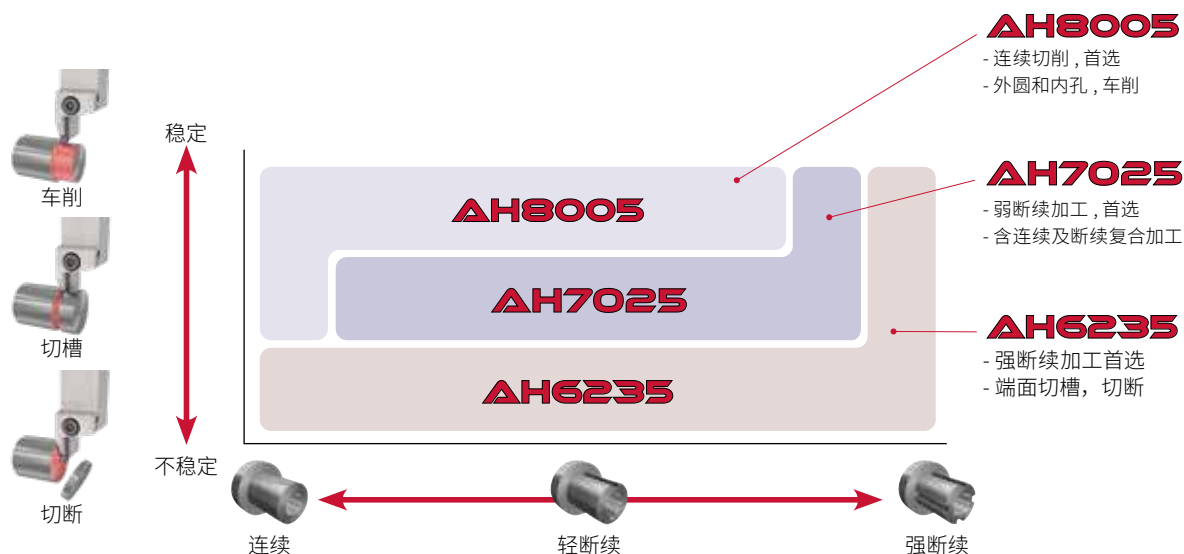 AH8005
- 连续切削 , 首选
- 外圆和内孔 , 车削
稳定
车削
AH7025
- 弱断续加工 , 首选
- 含连续及断续复合加工
AH8005
AH7025
切槽
AH6235
- 强断续加工首选
- 端面切槽，切断
AH6235
不稳定
切断
连续
轻断续
强断续